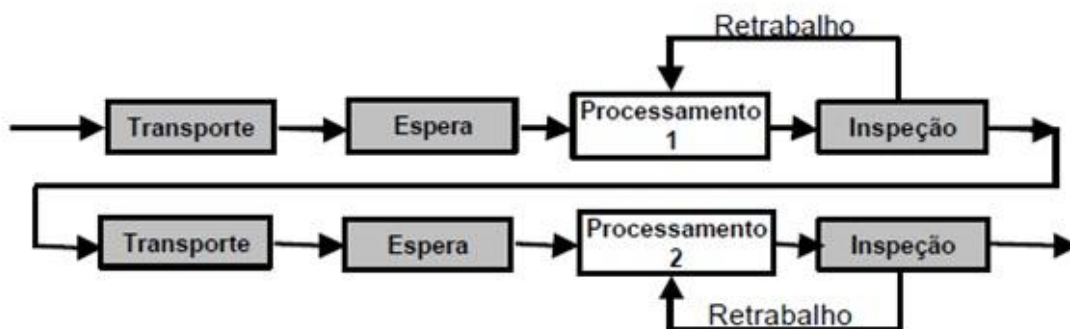 Retrabalho
Transporte
Espera
Processamento
1
Inspeção
Transporte
Espera
Processamento
2
Inspeção
Retrabalho